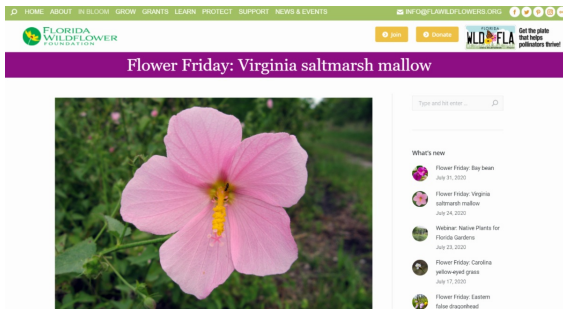 HOME ABOUT IN BLOOM GROW GRANTS LEARN PROTECT SUPPORT NEWS & EVENTS
INFO@FLAWILDFLOWERS.ORG
FLORIDA
WILDFLOWER
FOUNDATION
Join
Donate
FLORIDA
WLD FLA
Get the plate
that helps
pollinators thrive!
Flower Friday: Virginia saltmarsh mallow
Type and hit enter ...
What's new
Flower Friday: Bay bean
July 31, 2020
Flower Friday: Virginia
saltmarsh mallow
July 24, 2020
Webinar: Native Plants for
Florida Gardens
July 23, 2020
Flower Friday: Carolina
yellow-eyed grass
July 17, 2020
Flower Friday: Eastern
false dragonhead